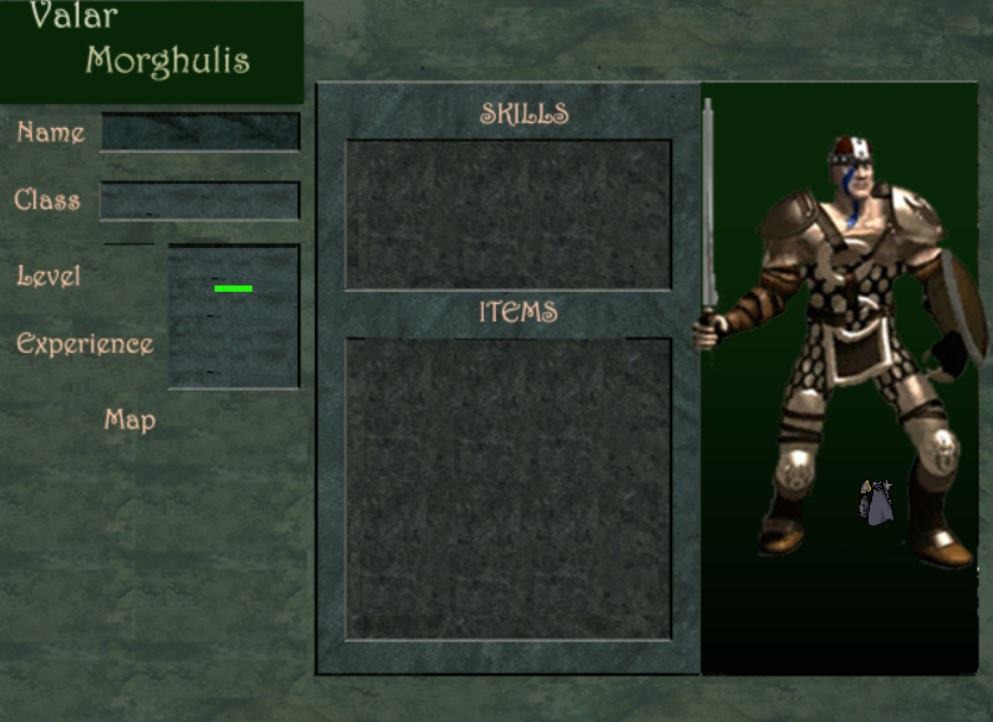 Valar
Morghulis
Name
Class
Level
Experience
Map
SKILLS
ITEMS